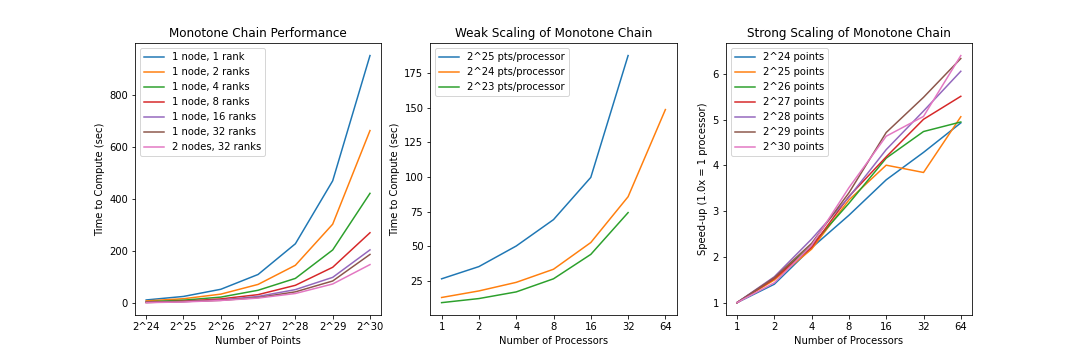 Monotone Chain Performance
Time to Compute (sec)
800
600
400
200
0
1 node, 1 rank
1 node, 2 ranks
1 node, 4 ranks
1 node, 8 ranks
1 node, 16 ranks
1 node, 32 ranks
2 nodes, 32 ranks
2^24 2^25 2^26 2^27 2^28 2^29 2^30
Number of Points
Weak Scaling of Monotone Chain
Time to Compute (sec)
175
150
125
100
75
50
25
2^25 pts/processor
2^24 pts/processor
2^23 pts/processor
1 2 4 8 16 32 64
Number of Processors
Strong Scaling of Monotone Chain
Speed-up (1.0x = 1 processor)
6
5
4
3
2
1
2^24 points
2^25 points
2^26 points
2^27 points
2^28 points
2^29 points
2^30 points
1 2 4 8 16 32 64
Number of Processors